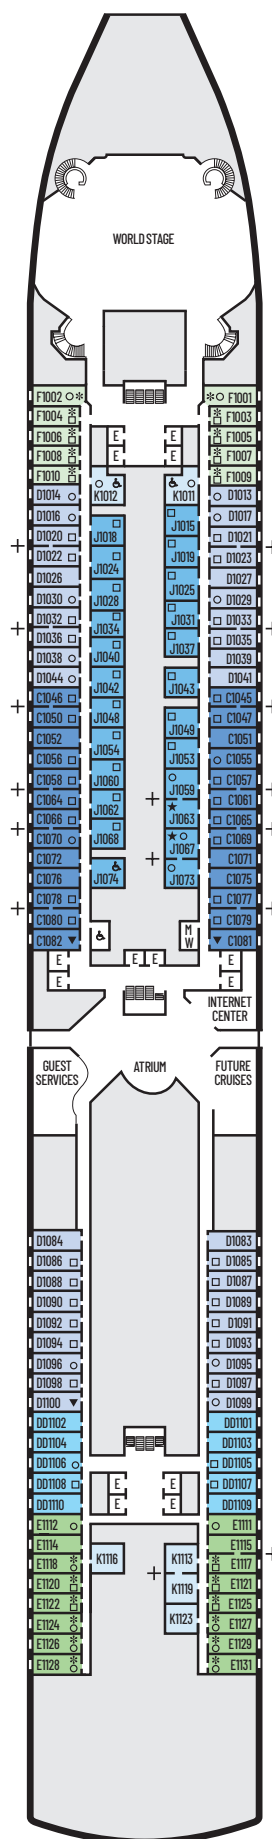 WORLD STAGE
F1002 F1001
F1004 F1003
F1006 E E F1005
F1008 E E F1007
F1010 F1009
D1014 K1012 K1011 D1013
D1016 J1015 D1017
D1020 J1018 D1021
D1022 J1019 D1023
D1026 J1024 J1025 D1027
D1030 J1028 D1029
D1032 J1034 J1031 D1033
D1036 J1037 D1035
D1038 J1040 D1039
D1044 J1042 J1043 D1041
C1046 C1045
C1050 J1048 J1049 C1047
C1052 J1054 J1053 C1051
C1056 C1055
C1058 J1060 J1059 C1057
C1064 J1062 J1063 C1061
C1066 C1065
C1070 J1068 J1067 C1069
C1072 C1071
C1076 J1074 J1073 C1075
C1078 C1077
C1080 M C1079
C1082 W C1081
E E E E
E E
INTERNET
CENTER
GUEST ATRIUM FUTURE
SERVICES CRUISES
D1084 D1083
D1086 D1085
D1088 D1087
D1090 D1089
D1092 D1091
D1094 D1093
D1096 D1095
D1098 D1097
D1100 D1099
DD1102 DD1101
DD1104 DD1103
DD1106 DD1105
DD1108 E E DD1107
DD1110 E E DD1109
E1112 E1111
E1114 E1115
E1118 K1116 K1113 E1117
E1120 K1119 E1121
E1122 E1125
E1124 K1123 E1127
E1126 E1129
E1128 E1131